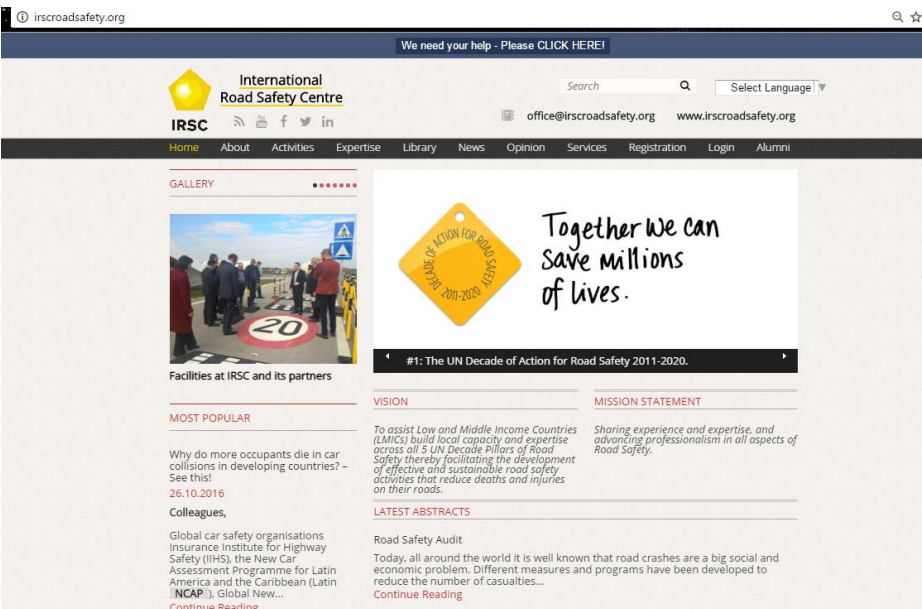 irscroadsafety.org
We need your help - Please CLICK HERE!
International
Road Safety Centre
IRSC
Search
Select Language
office@irscroadsafety.org www.irscroadsafety.org
Home About Activities Expertise Library News Opinion Services Registration Login Alumni
GALLERY
20
Facilities at IRSC and its partners
DECADE OF ACTION FOR ROAD SAFETY 2011-2020
Together we can
save millions
of lives.
#1: The UN Decade of Action for Road Safety 2011-2020.
MOST POPULAR
Why do more occupants die in car
collisions in developing countries? –
See this!
26.10.2016
Colleagues,
Global car safety organisations
Insurance Institute for Highway
Safety (IIHS), the New Car
Assessment Programme for Latin
America and the Caribbean (Latin
NCAP ), Global New...
Continue Reading
VISION
To assist Low and Middle Income Countries
(LMICs) build local capacity and expertise
across all 5 UN Decade Pillars of Road
Safety thereby facilitating the development
of effective and sustainable road safety
activities that reduce deaths and injuries
on their roads.
MISSION STATEMENT
Sharing experience and expertise, and
advancing professionalism in all aspects of
Road Safety.
LATEST ABSTRACTS
Road Safety Audit
Today, all around the world it is well known that road crashes are a big social and
economic problem. Different measures and programs have been developed to
reduce the number of casualties...
Continue Reading